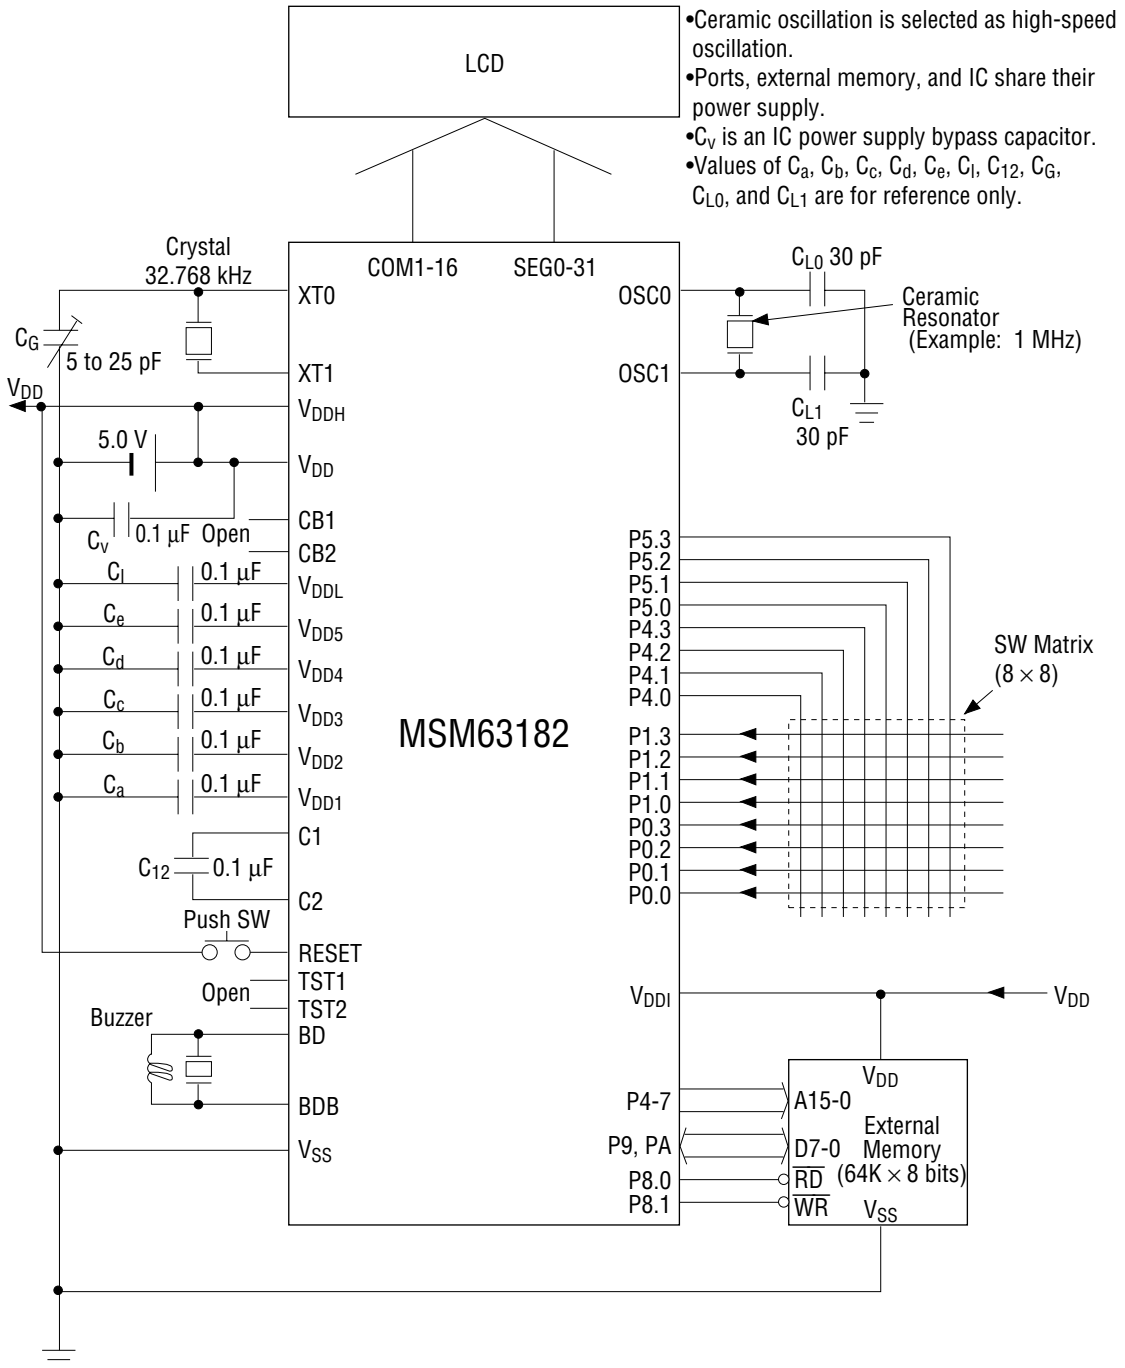 LCD
•Ceramic oscillation is selected as high-speed
oscillation.
•Ports, external memory, and IC share their
power supply.
•Cv is an IC power supply bypass capacitor.
•Values of Ca, Cb, Cc, Cd, Ce, Cl, C12, CG,
CL0, and CL1 are for reference only.
COM1-16
SEG0-31
Crystal
32.768 kHz
CG
5 to 25 pF
XT0
XT1
VDD
VDDH
5.0 V
VDD
Cv
0.1 µF
Open
CB1
CB2
Cl
0.1 µF
VDDL
Ce
0.1 µF
VDD5
Cd
0.1 µF
VDD4
Cc
0.1 µF
VDD3
Cb
0.1 µF
VDD2
Ca
0.1 µF
VDD1
C1
C12
0.1 µF
C2
Push SW
RESET
Open
TST1
TST2
Buzzer
BD
BDB
VSS
MSM63182
OSC0
OSC1
CL0 30 pF
Ceramic
Resonator
(Example: 1 MHz)
CL1
30 pF
P5.3
P5.2
P5.1
P5.0
P4.3
P4.2
P4.1
P4.0
SW Matrix
(8 × 8)
P1.3
P1.2
P1.1
P1.0
P0.3
P0.2
P0.1
P0.0
VDDI
VDD
P4-7
P9, PA
P8.0
P8.1
VDD
A15-0
External
Memory
(64K × 8 bits)
D7-0
RD
WR
VSS